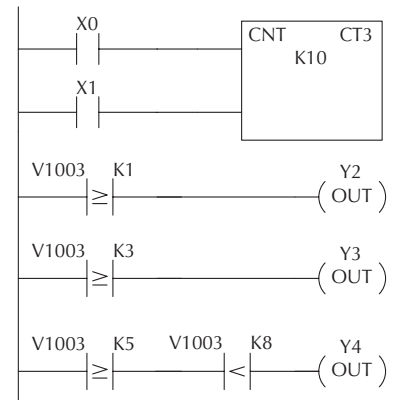 X0
CNT CT3
K10
X1
V1003 K1 Y2
≥ OUT
V1003 K3 Y3
≥ OUT
V1003 K5 V1003 K8 Y4
≥ < OUT